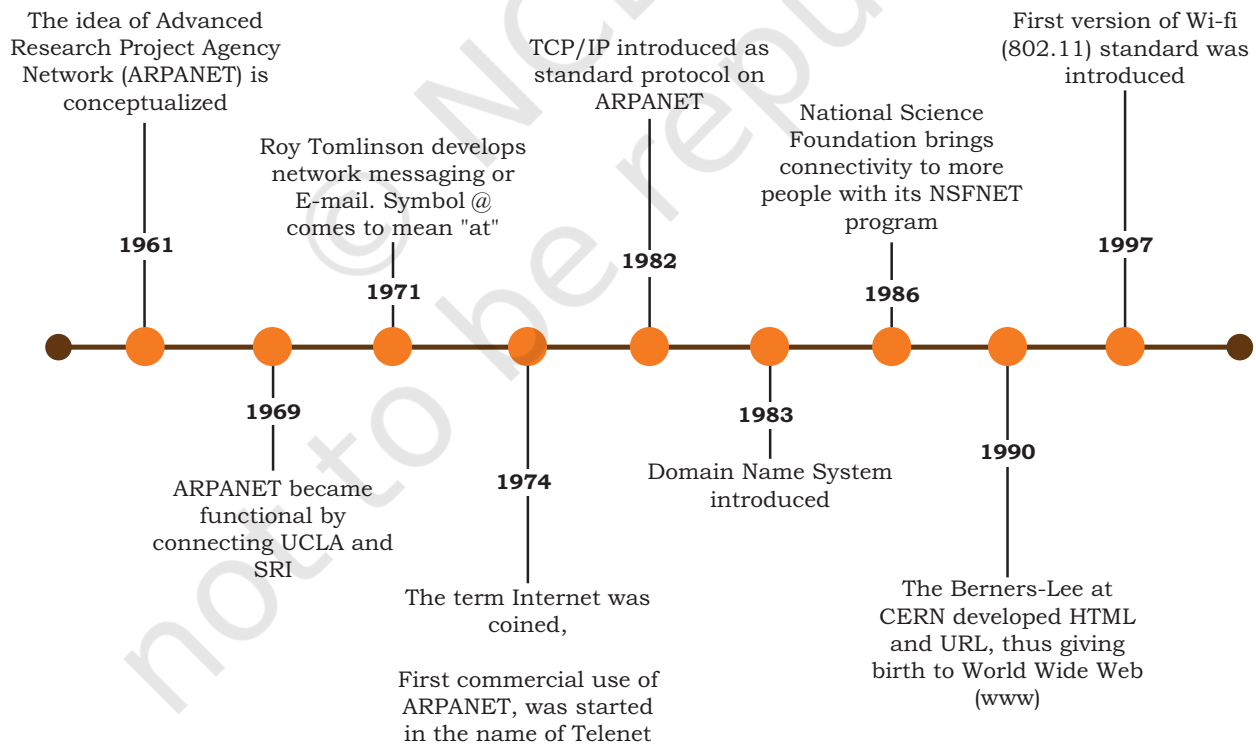 The idea of Advanced
Research Project Agency
Network (ARPANET) is
conceptualized
1961
ARPANET became
functional by
connecting UCLA and
SRI
1969
Roy Tomlinson develops
network messaging or
E-mail. Symbol @
comes to mean "at"
1971
1974
The term Internet was
coined,
First commercial use of
ARPANET, was started
in the name of Telenet
TCP/IP introduced as
standard protocol on
ARPANET
1982
1983
Domain Name System
introduced
National Science
Foundation brings
connectivity to more
people with its NSFNET
program
1986
1990
The Berners-Lee at
CERN developed HTML
and URL, thus giving
birth to World Wide Web
(www)
First version of Wi-fi
(802.11) standard was
introduced
1997
© NC
not to be repu